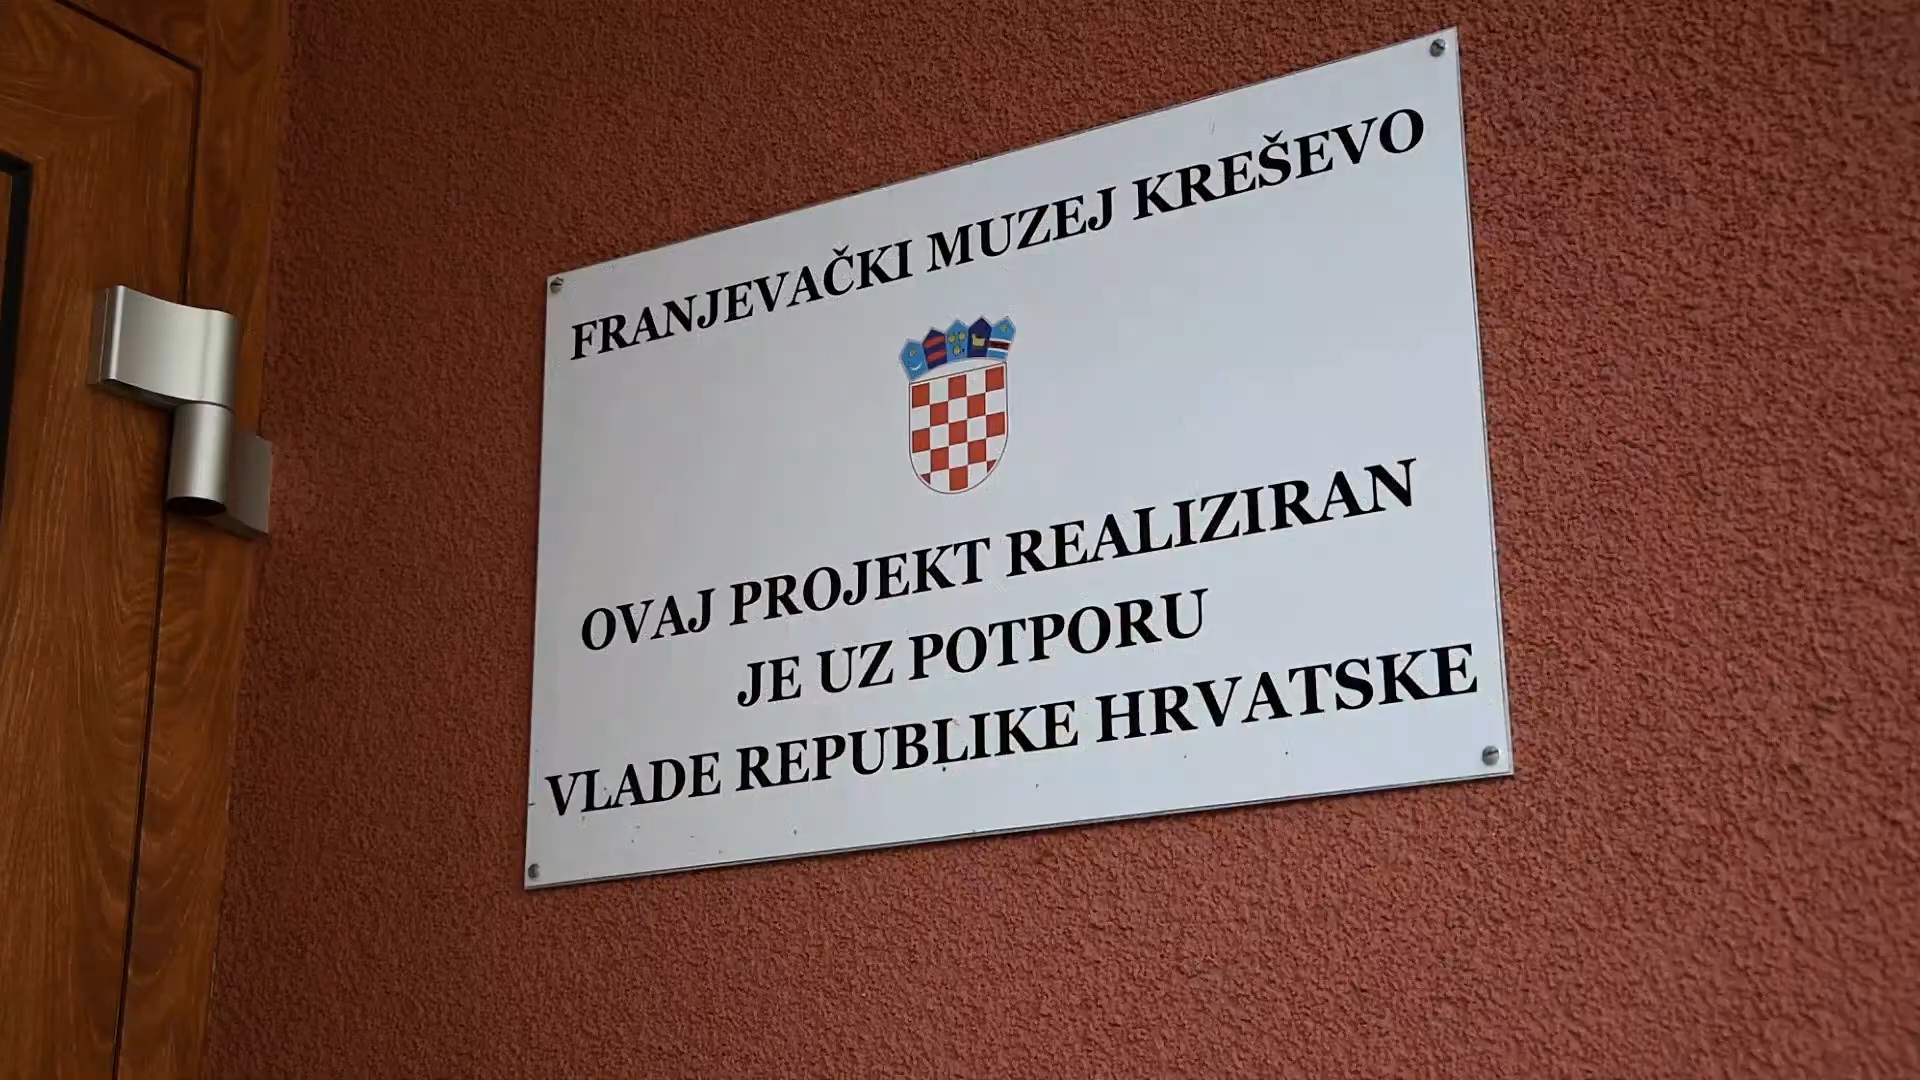 FRANJEVAČKI MUZEJ KREŠEVO
OVAJ PROJEKT REALIZIRAN
JE UZ POTPORU
VLADE REPUBLIKE HRVATSKE